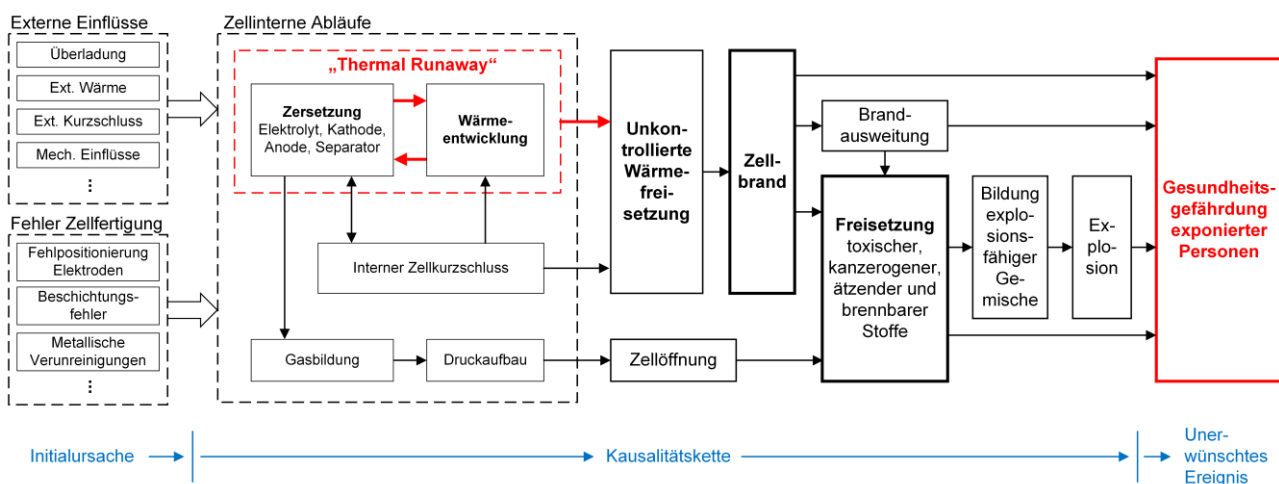 Externe Einflüsse
Überladung
Ext. Wärme
Ext. Kurzschluss
Mech. Einflüsse
...
Fehler Zellfertigung
Fehlpositionierung
Elektroden
Beschichtungs-
fehler
Metallische
Verunreinigungen
...
Zellinterne Abläufe
„Thermal Runaway“
Zersetzung
Elektrolyt, Kathode,
Anode, Separator
Wärme-
entwicklung
Interner Zellkurzschluss
Gasbildung
Druckaufbau
Unkon-
trollierte
Wärme-
frei-
setzung
Zellöffnung
Zell-
brand
Brand-
ausweitung
Freisetzung
toxischer,
kanzerogener,
ätzender und
brennbarer
Stoffe
Bildung
explo-
sions-
fähiger
Ge-
mische
Ex-
plo-
sion
Gesundheits-
gefährdung
exponierter
Personen
Initialursache
Kausalitätskette
Uner-
wünschtes
Ereignis